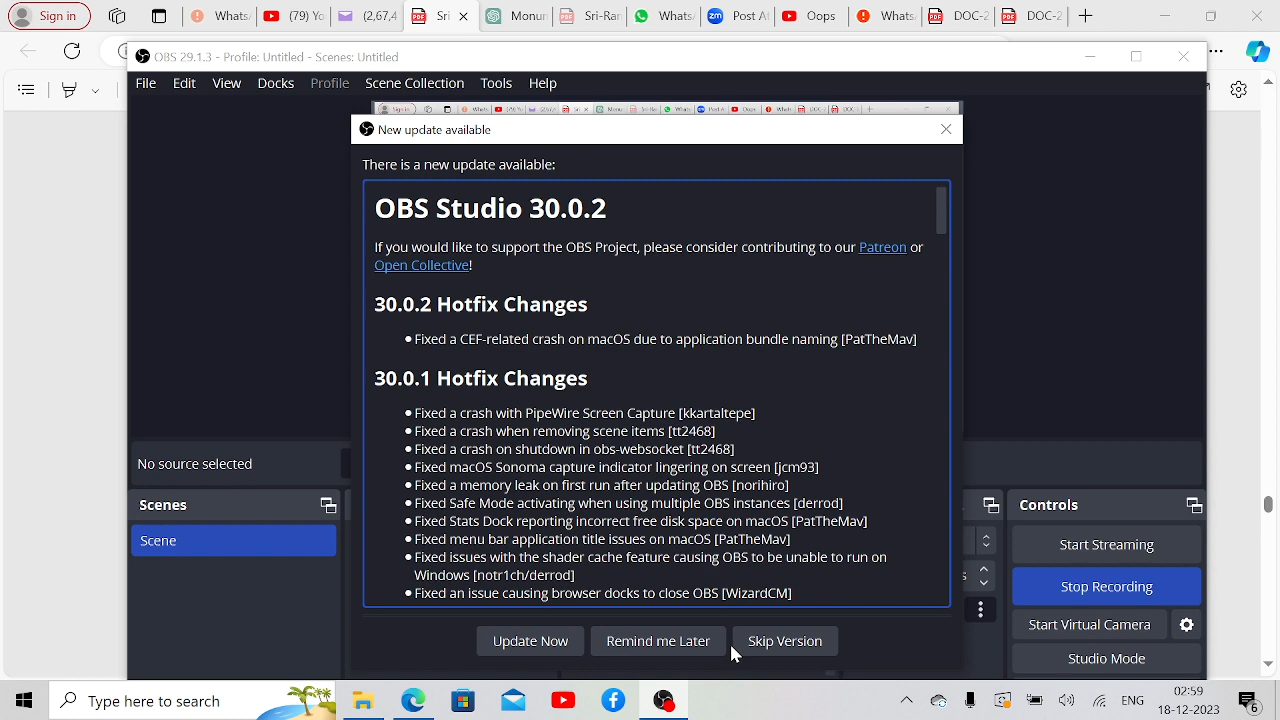 Sign in
Whats
(7) Yo
(2,67,4
Sri
Monur
Sri-Ran
Whats/
Post At
Oops
Whats
DOC-2
DOC-2
OBS 29.1.3 - Profile: Untitled - Scenes: Untitled
File Edit View Docks Profile Scene Collection Tools Help
New update available
There is a new update available:
OBS Studio 30.0.2
If you would like to support the OBS Project, please consider contributing to our Patreon or
Open Collective!
30.0.2 Hotfix Changes
Fixed a CEF-related crash on macOS due to application bundle naming [PatTheMav]
30.0.1 Hotfix Changes
Fixed a crash with PipeWire Screen Capture [kkartaltepe]
Fixed a crash when removing scene items [tt2468]
Fixed a crash on shutdown in obs-websocket [tt2468]
Fixed macOS Sonoma capture indicator lingering on screen [jcm93]
Fixed a memory leak on first run after updating OBS [norihiro]
Fixed Safe Mode activating when using multiple OBS instances [derrod]
Fixed Stats Dock reporting incorrect free disk space on macOS [PatTheMav]
Fixed menu bar application title issues on macOS [PatTheMav]
Fixed issues with the shader cache feature causing OBS to be unable to run on
Windows [notr1ch/derrod]
Fixed an issue causing browser docks to close OBS [WizardCM]
Update Now Remind me Later Skip Version
No source selected
Scenes
Scene
Controls
Start Streaming
Stop Recording
Start Virtual Camera
Studio Mode
Type here to search
ENG
02:59
18-12-2023
6